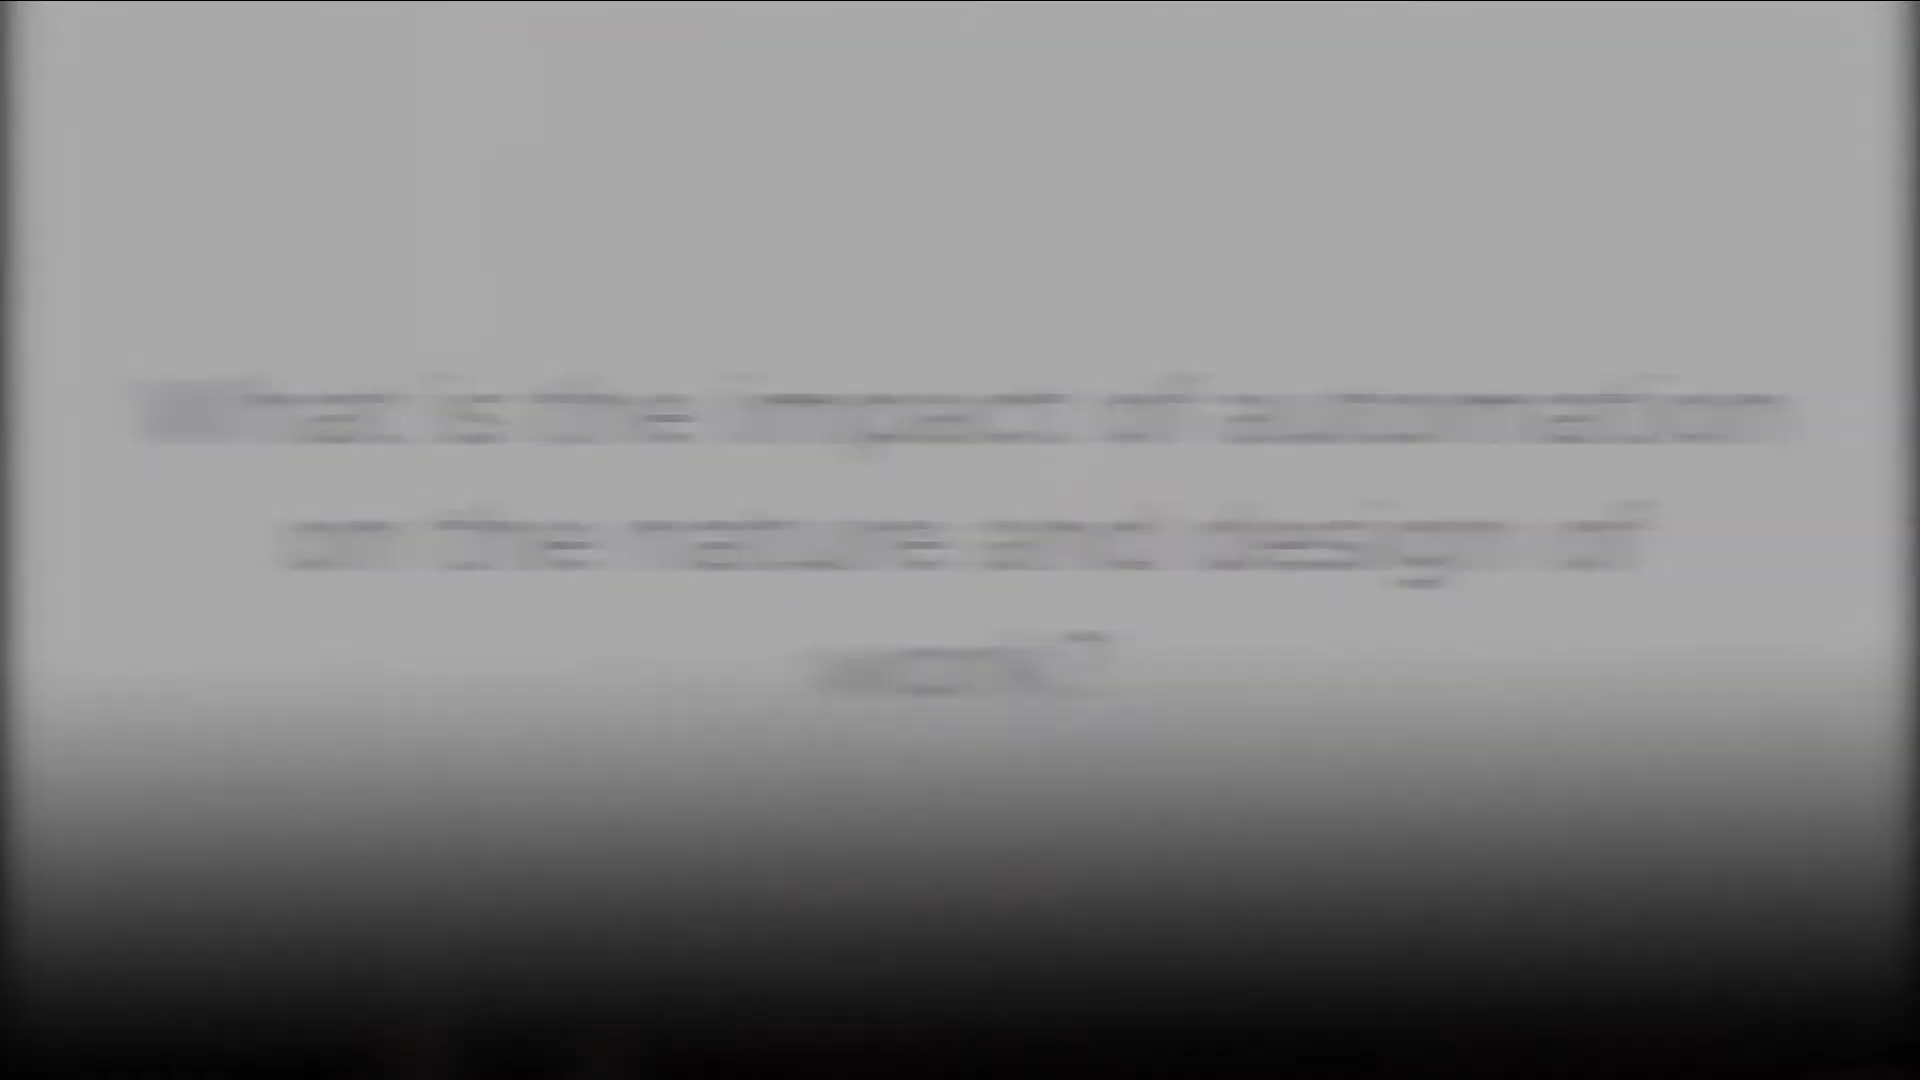 What is the impact of automation
on the nature and design of
work?